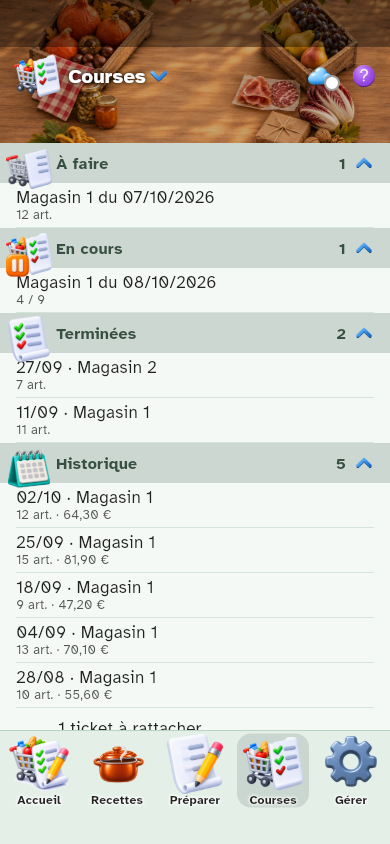 Courses
?
À faire 1
Magasin 1 du 07/10/2026
12 art.
En cours 1
Magasin 1 du 08/10/2026
4 / 9
Terminées 2
27/09 · Magasin 2
7 art.
11/09 · Magasin 1
11 art.
Historique 5
02/10 · Magasin 1
12 art. · 64,30 €
25/09 · Magasin 1
15 art. · 81,90 €
18/09 · Magasin 1
9 art. · 47,20 €
04/09 · Magasin 1
13 art. · 70,10 €
28/08 · Magasin 1
10 art. · 55,60 €
1 ticket à rattacher
Accueil Recettes Préparer Courses Gérer